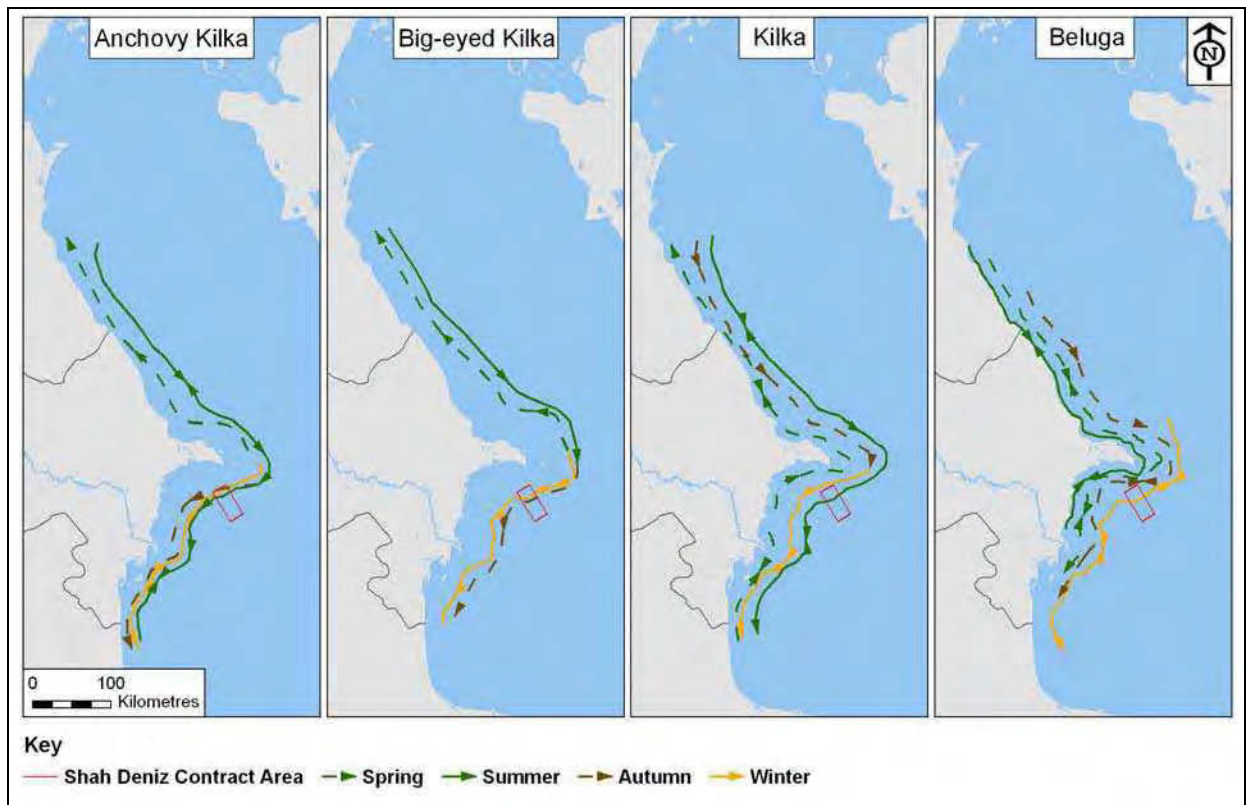 Anchovy Kilka
Big-eyed Kilka
Kilka
Beluga
N
0 100
Kilometres
Key
Shah Deniz Contract Area Spring Summer Autumn Winter